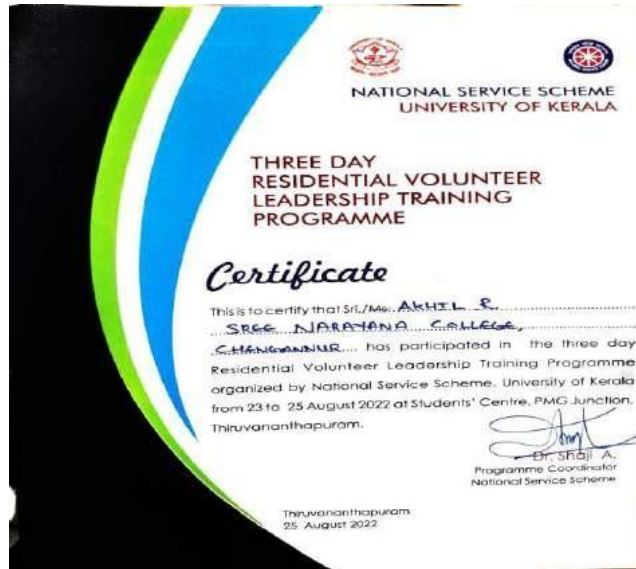 NATIONAL SERVICE SCHEME
UNIVERSITY OF KERALA
THREE DAY
RESIDENTIAL VOLUNTEER
LEADERSHIP TRAINING
PROGRAMME
Certificate
This is to certify that Sri./Ms. AKHIL R
SREE NARAYANA COLLEGE,
CHENGANNUR has participated in the three day
Residential Volunteer Leadership Training Programme
organized by National Service Scheme, University of Kerala
from 23 to 25 August 2022 at Students' Centre, PMG Junction,
Thiruvananthapuram.
Dr. Shaji A.
Programme Coordinator
National Service Scheme
Thiruvananthapuram
25 August 2022